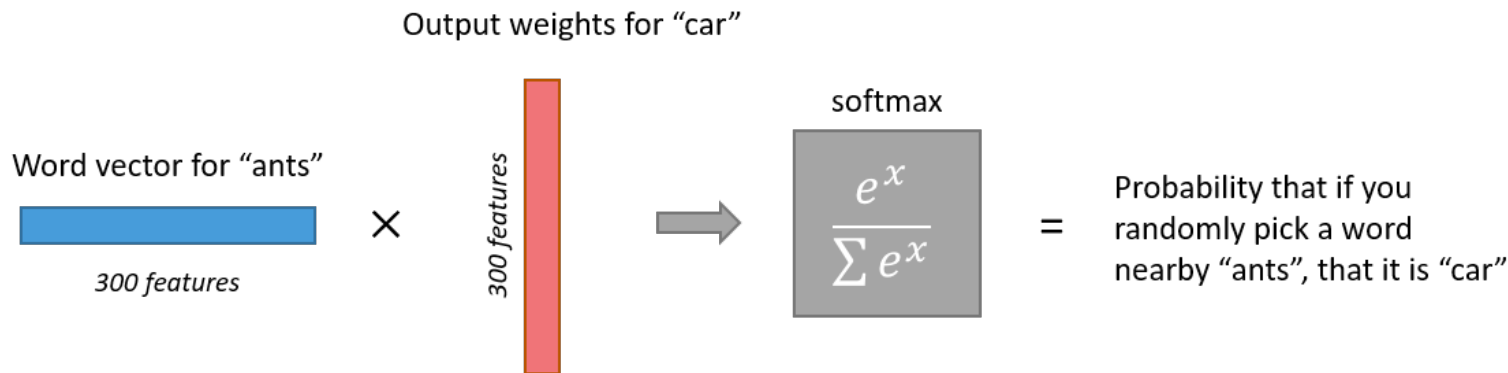 Output weights for “car”
softmax
Word vector for “ants”
300 features
×
300 features
e^x
∑ e^x
=
Probability that if you
randomly pick a word
nearby “ants”, that it is “car”